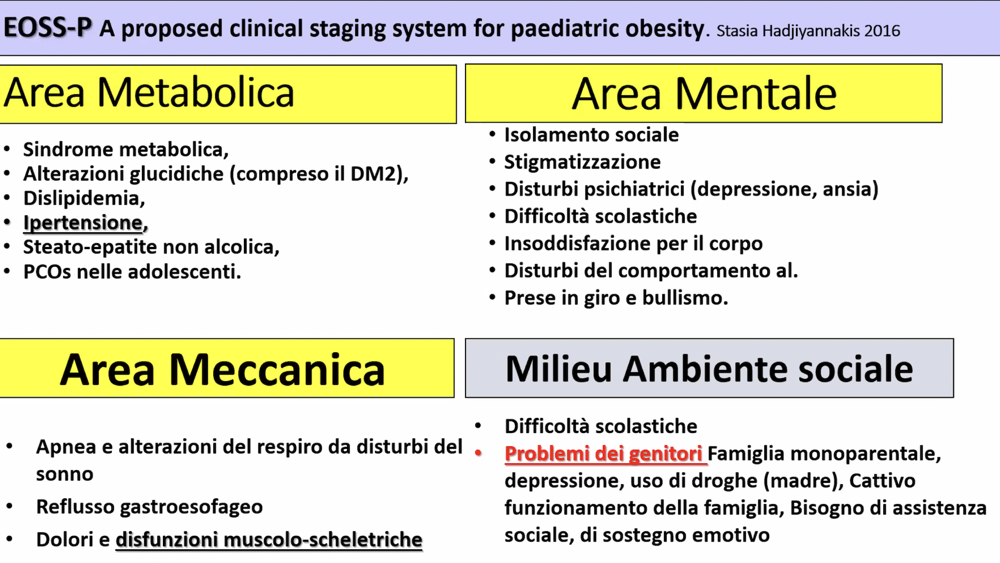 EOSS-P A proposed clinical staging system for paediatric obesity. Stasia Hadjiyannakis 2016
Area Metabolica
• Sindrome metabolica,
• Alterazioni glucidiche (compreso il DM2),
• Dislipidemia,
• Ipertensione,
• Steato-epatite non alcolica,
• PCOs nelle adolescenti.
Area Mentale
• Isolamento sociale
• Stigmatizzazione
• Disturbi psichiatrici (depressione, ansia)
• Difficoltà scolastiche
• Insoddisfazione per il corpo
• Disturbi del comportamento al.
• Prese in giro e bullismo.
Area Meccanica
• Apnea e alterazioni del respiro da disturbi del
sonno
• Reflusso gastroesofageo
• Dolori e disfunzioni muscolo-scheletriche
Milieu Ambiente sociale
• Difficoltà scolastiche
• Problemi dei genitori Famiglia monoparentale,
depressione, uso di droghe (madre), Cattivo
funzionamento della famiglia, Bisogno di assistenza
sociale, di sostegno emotivo